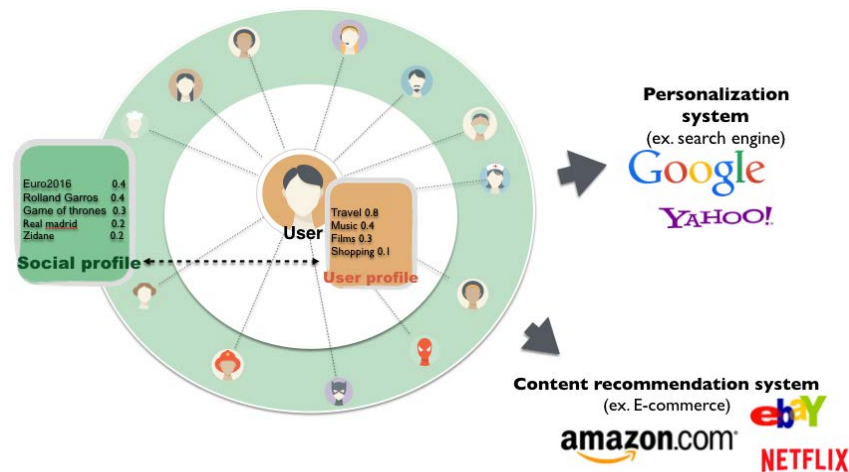 Euro2016 0.4
Rolland Garros 0.4
Game of thrones 0.3
Real madrid 0.2
Zidane 0.2
Social profile
User
Travel 0.8
Music 0.4
Films 0.3
Shopping 0.1
User profile
Personalization
system
(ex. search engine)
Google
YAHOO!
Content recommendation system
(ex. E-commerce)
ebay
amazon.com
NETFLIX